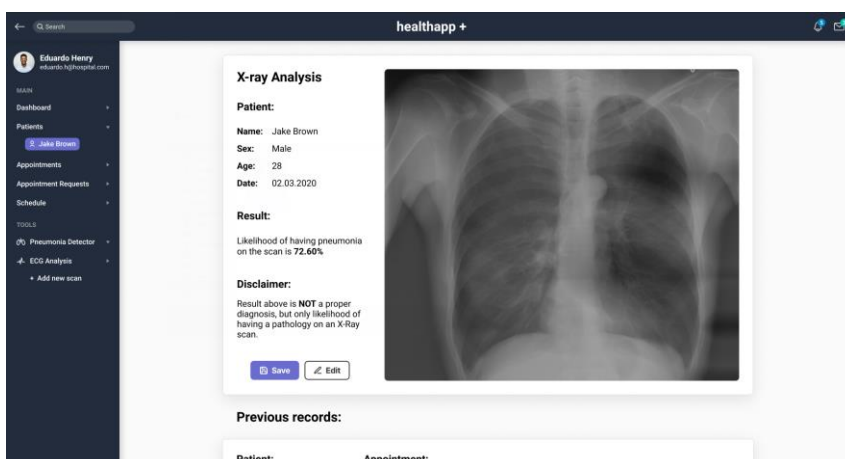 Search
healthapp +
Eduardo Henry
eduardo.h@hospital.com
MAIN
Dashboard
Patients
Jake Brown
Appointments
Appointment Requests
Schedule
TOOLS
Pneumonia Detector
ECG Analysis
+ Add new scan
X-ray Analysis
Patient:
Name: Jake Brown
Sex: Male
Age: 28
Date: 02.03.2020
Result:
Likelihood of having pneumonia
on the scan is 72.60%
Disclaimer:
Result above is NOT a proper
diagnosis, but only likelihood of
having a pathology on an X-Ray
scan.
Save Edit
Previous records:
Patient: Appointment: